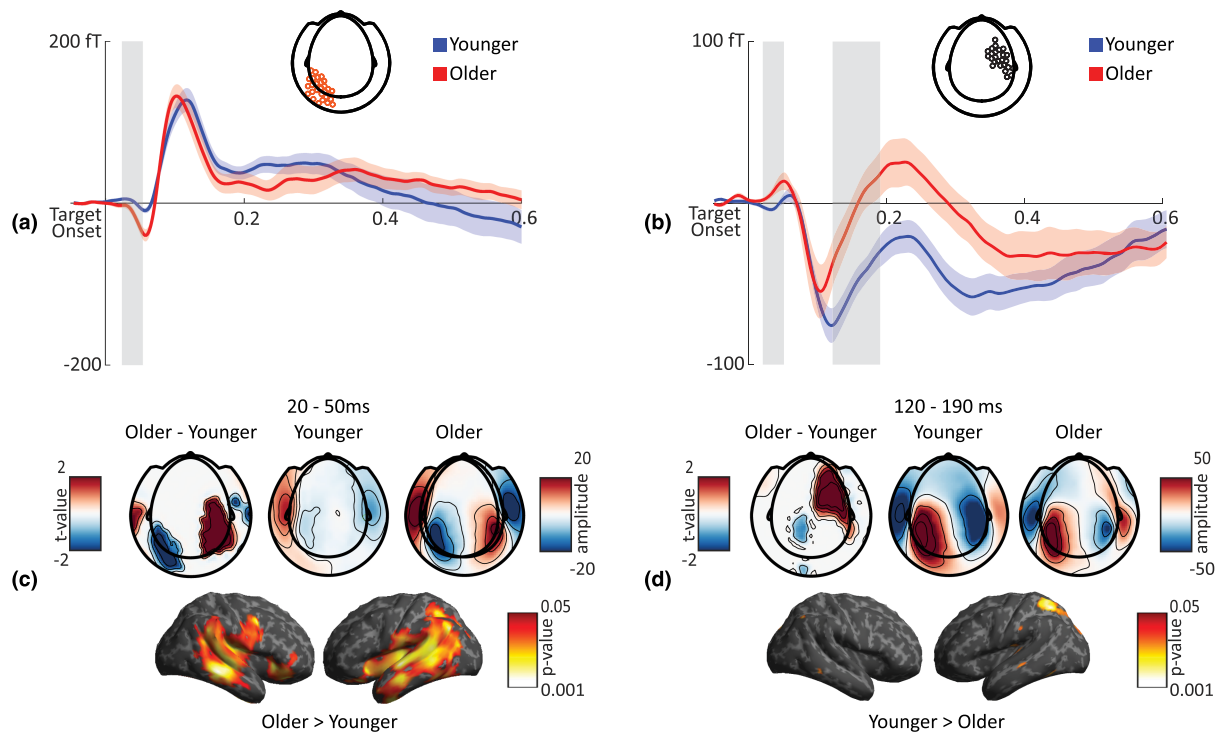 (a)
200 fT
Younger
Older
Target
Onset
0.2
0.4
0.6
-200
(b)
100 fT
Younger
Older
Target
Onset
0.2
0.4
0.6
-100
(c)
20 - 50ms
Older - Younger
Younger
Older
2
t-value
-2
20
amplitude
-20
0.05
p-value
0.001
Older > Younger
(d)
120 - 190 ms
Older - Younger
Younger
Older
2
t-value
-2
50
amplitude
-50
0.05
p-value
0.001
Younger > Older